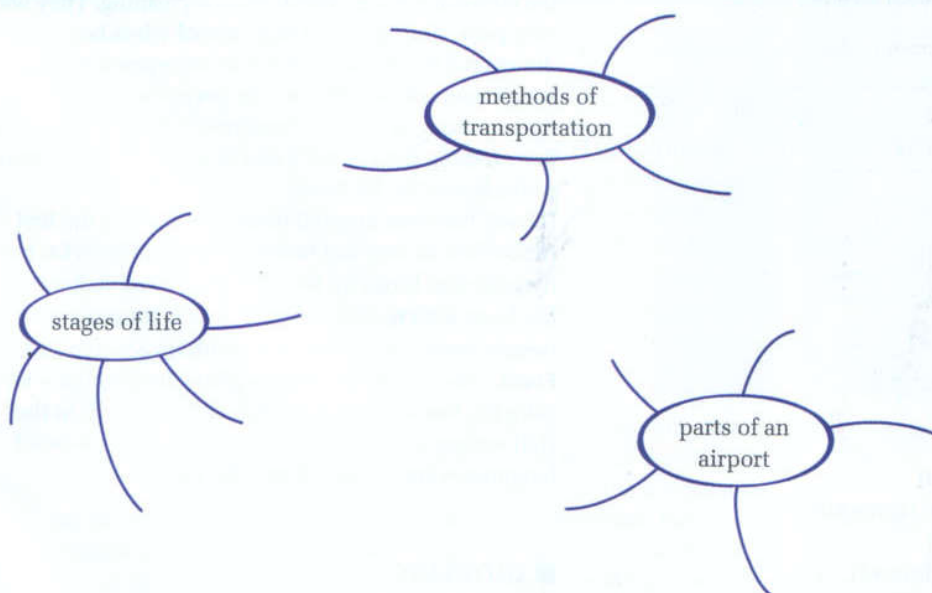 methods of
transportation
stages of life
parts of an
airport